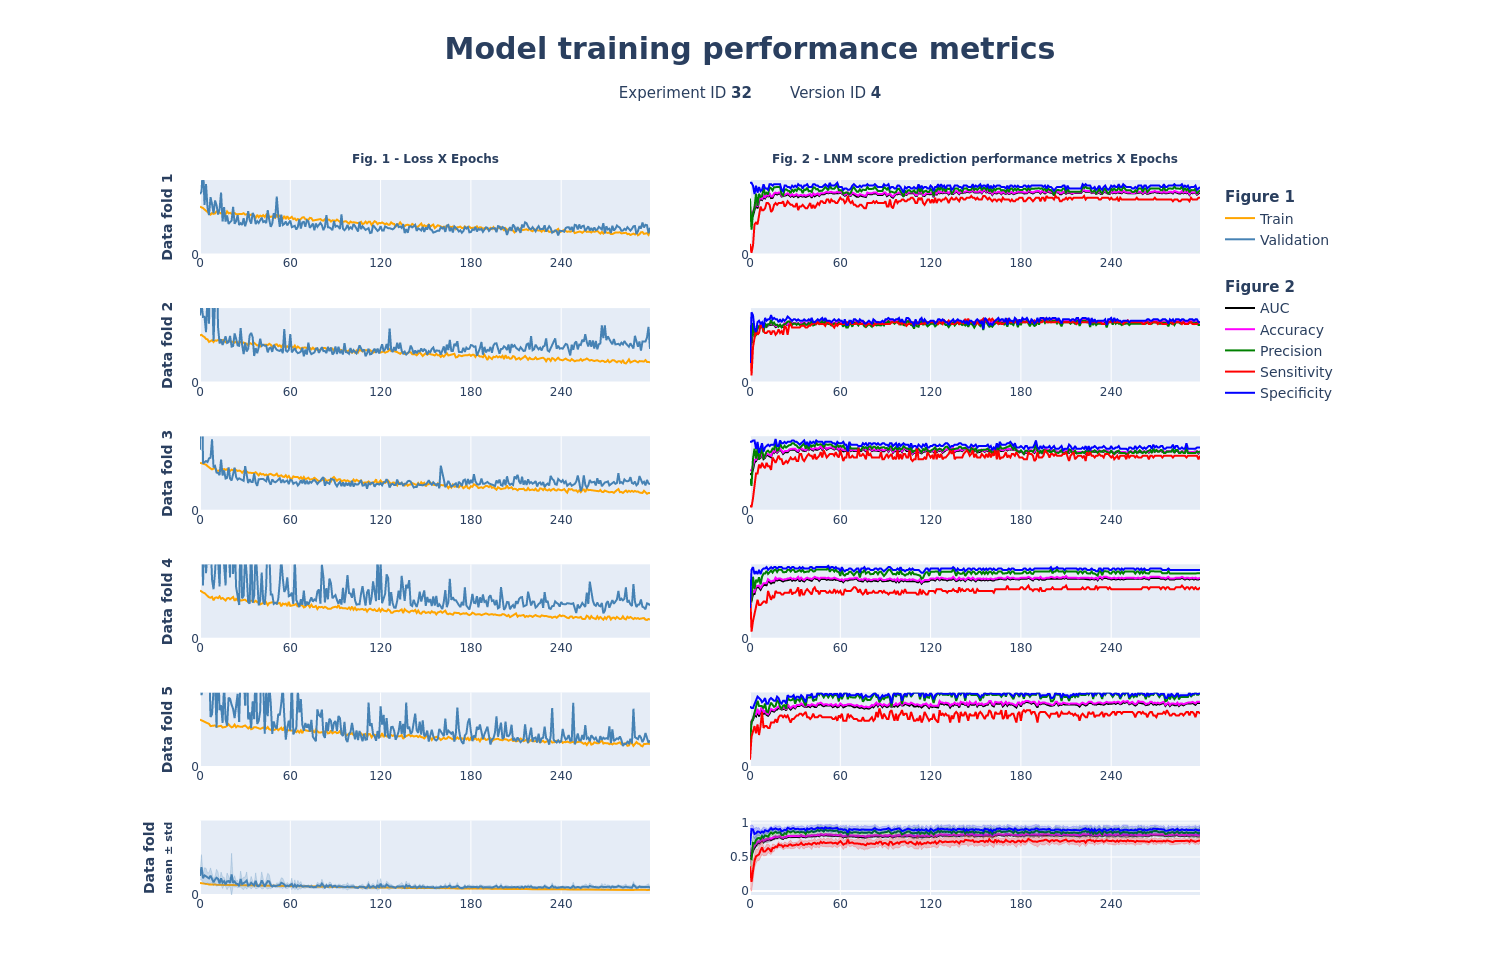 Model training performance metrics
Experiment ID 32 Version ID 4
Fig. 1 - Loss X Epochs
Fig. 2 - LNM score prediction performance metrics X Epochs
Data fold 1
0
0 60 120 180 240
0
0 60 120 180 240
Figure 1
Train
Validation
Figure 2
AUC
Accuracy
Precision
Sensitivity
Specificity
Data fold 2
0
0 60 120 180 240
0
0 60 120 180 240
Data fold 3
0
0 60 120 180 240
0
0 60 120 180 240
Data fold 4
0
0 60 120 180 240
0
0 60 120 180 240
Data fold 5
0
0 60 120 180 240
0
0 60 120 180 240
Data fold
mean ± std
0
0 60 120 180 240
1
0.5
0
0 60 120 180 240